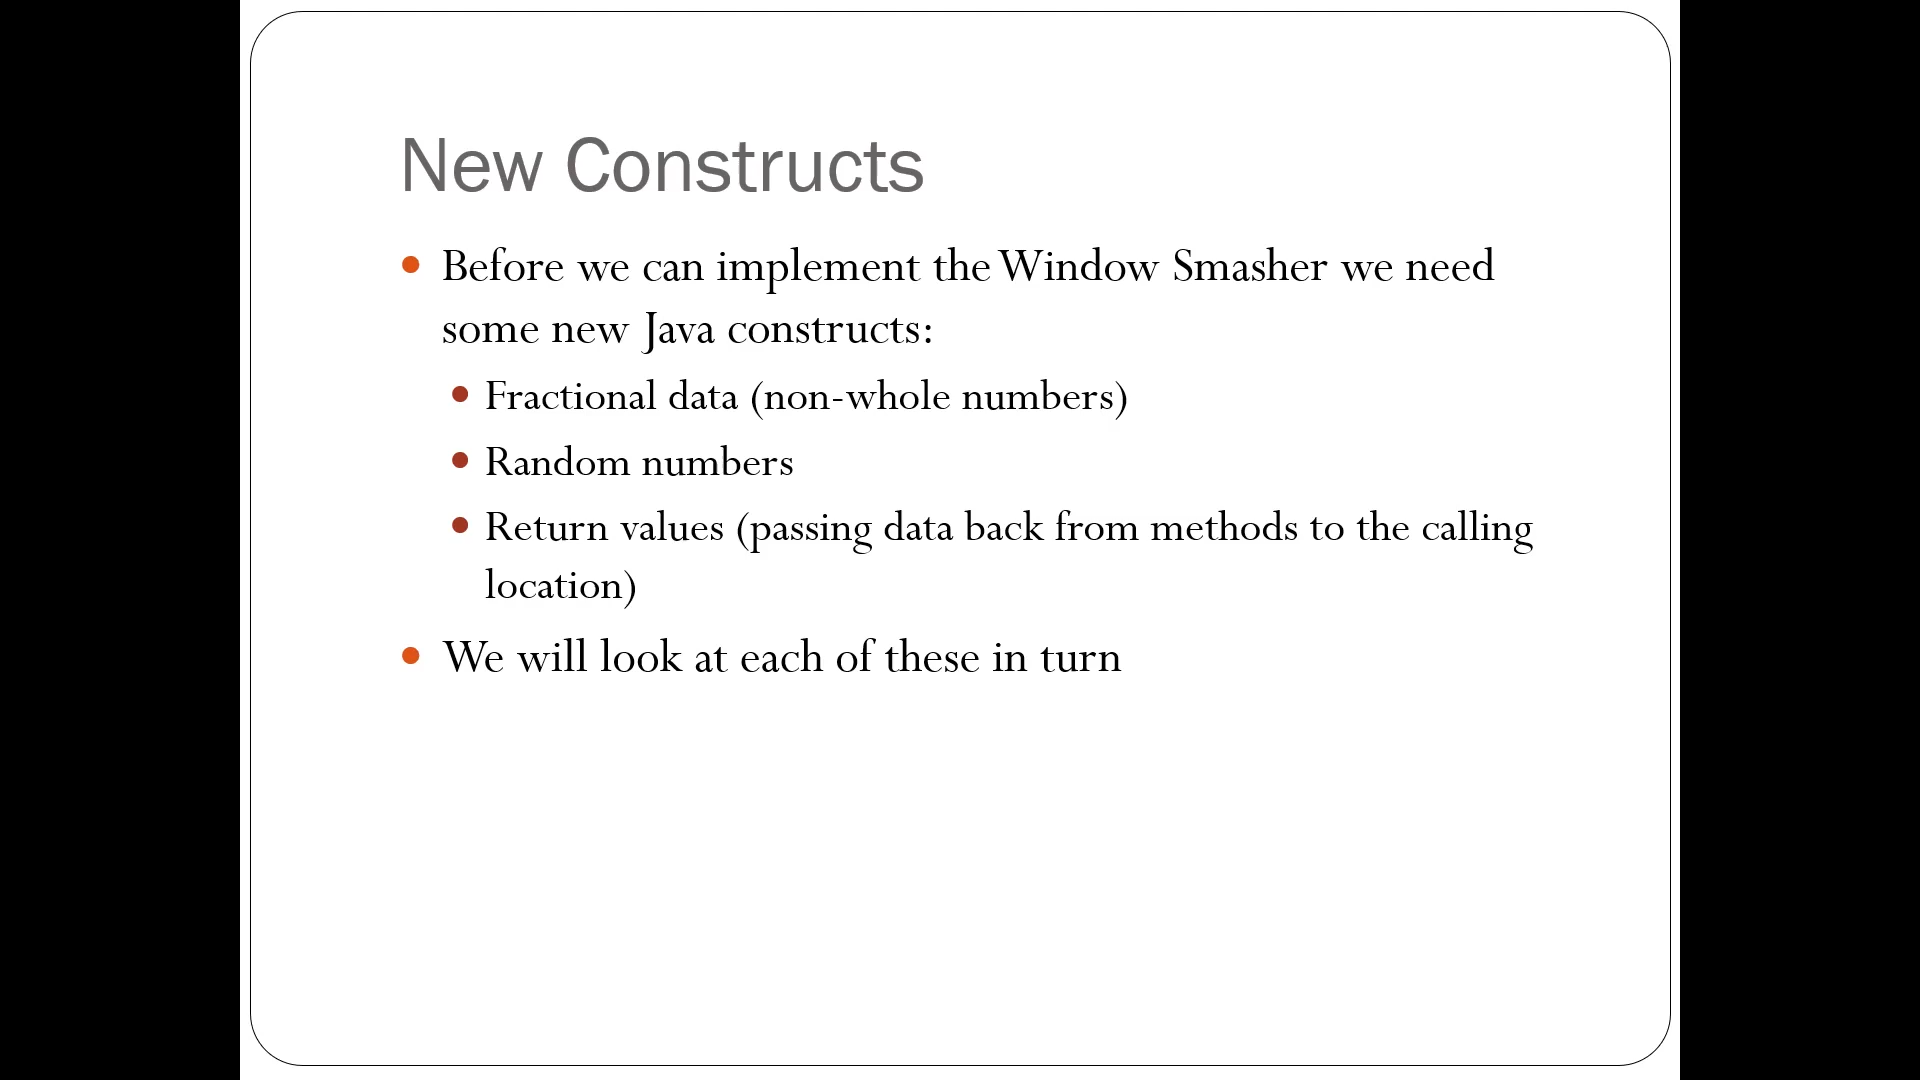 New Constructs
Before we can implement the Window Smasher we need
some new Java constructs:
Fractional data (non-whole numbers)
Random numbers
Return values (passing data back from methods to the calling
location)
We will look at each of these in turn